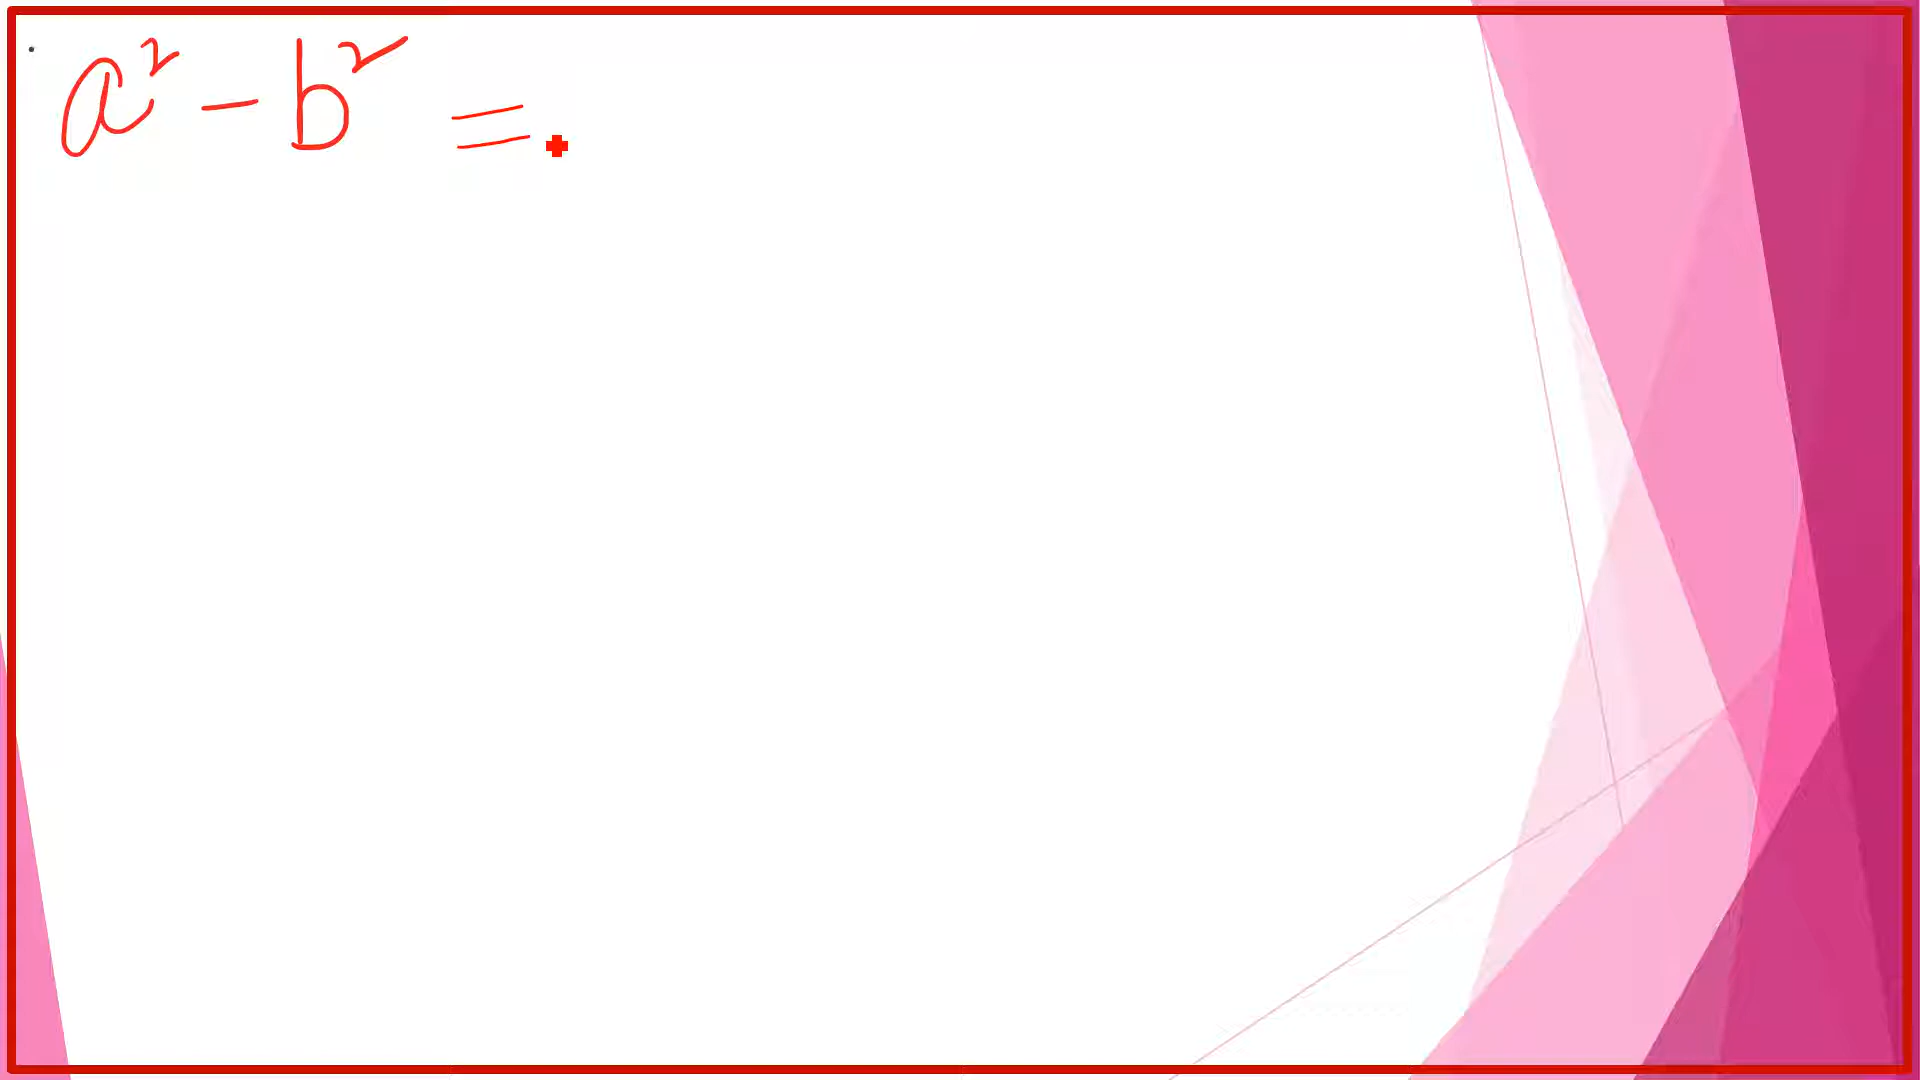 a² - b² =